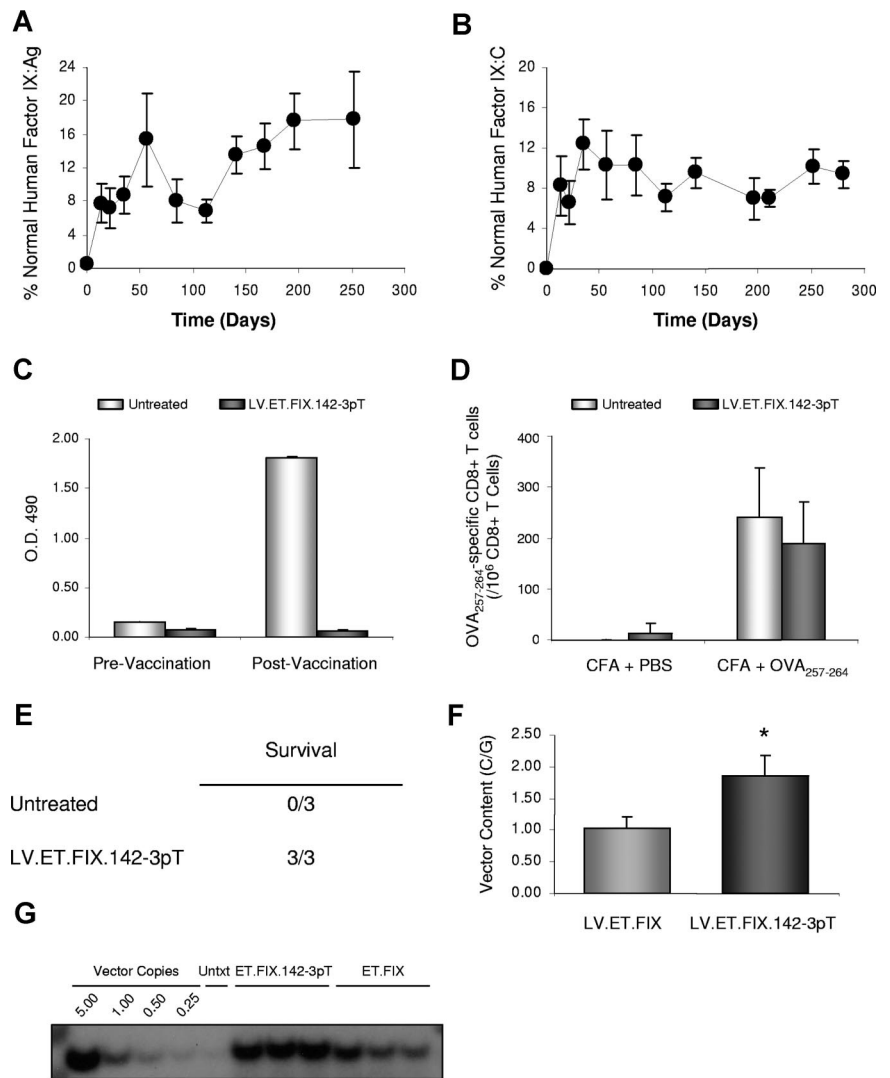 A
% Normal Human Factor IX:Ag
24
20
16
12
8
4
0
0 50 100 150 200 250 300
Time (Days)
B
% Normal Human Factor IX:C
20
16
12
8
4
0
0 50 100 150 200 250 300
Time (Days)
C
Untreated LV.ET.FIX.142-3pT
O.D. 490
2.00
1.50
1.00
0.50
0.00
Pre-Vaccination Post-Vaccination
D
Untreated LV.ET.FIX.142-3pT
OVA257-264-specific CD8+ T cells
(/10^6 CD8+ T Cells)
400
300
200
100
0
CFA + PBS CFA + OVA257-264
E
Survival
Untreated 0/3
LV.ET.FIX.142-3pT 3/3
F
Vector Content (C/G)
2.50
2.00
1.50
1.00
0.50
0.00
*
LV.ET.FIX LV.ET.FIX.142-3pT
G
Vector Copies Untxt ET.FIX.142-3pT ET.FIX
5.00 1.00 0.50 0.25